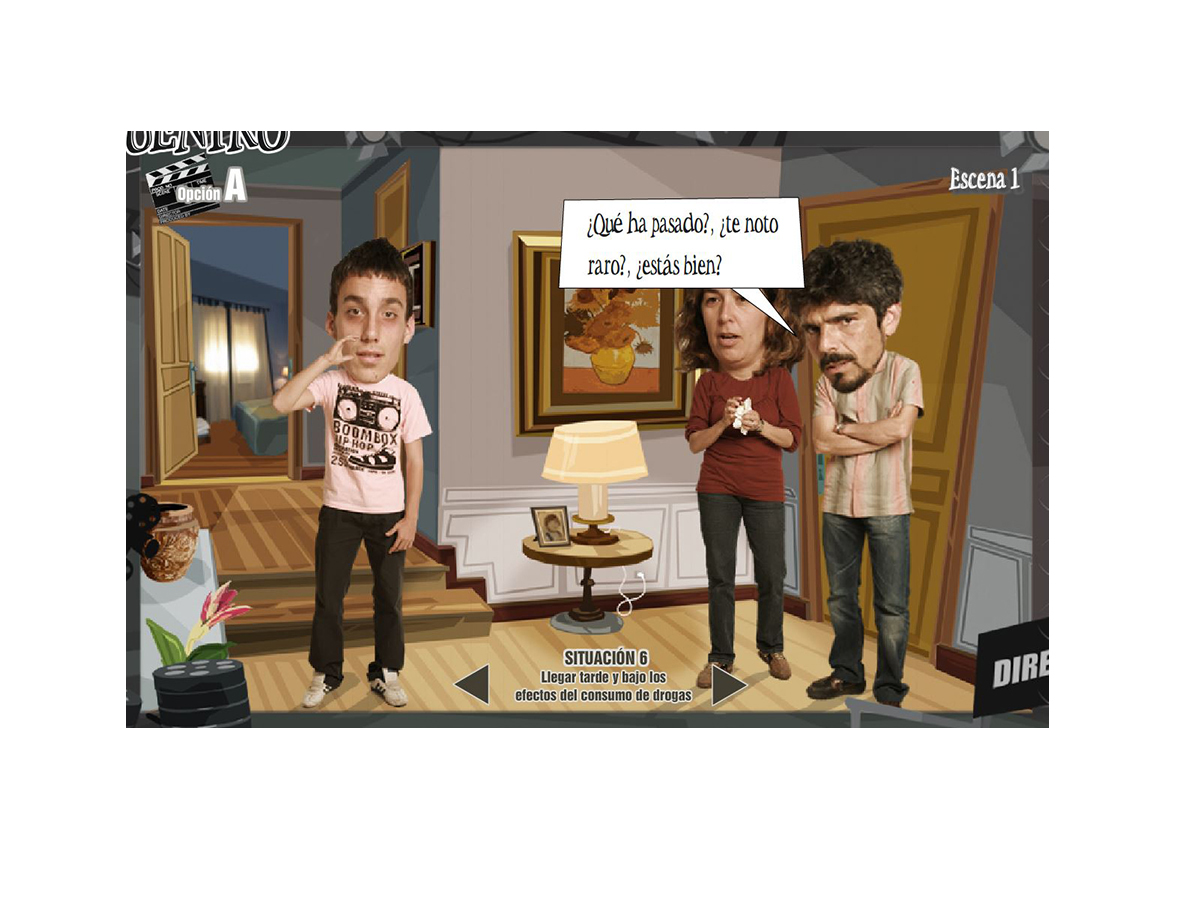 Opción A
Escena 1
¿Qué ha pasado?, ¿te noto
raro?, ¿estás bien?
BOOMBOX
HIP HOP
SITUACIÓN 6
Llegar tarde y bajo los
efectos del consumo de drogas
DIRE